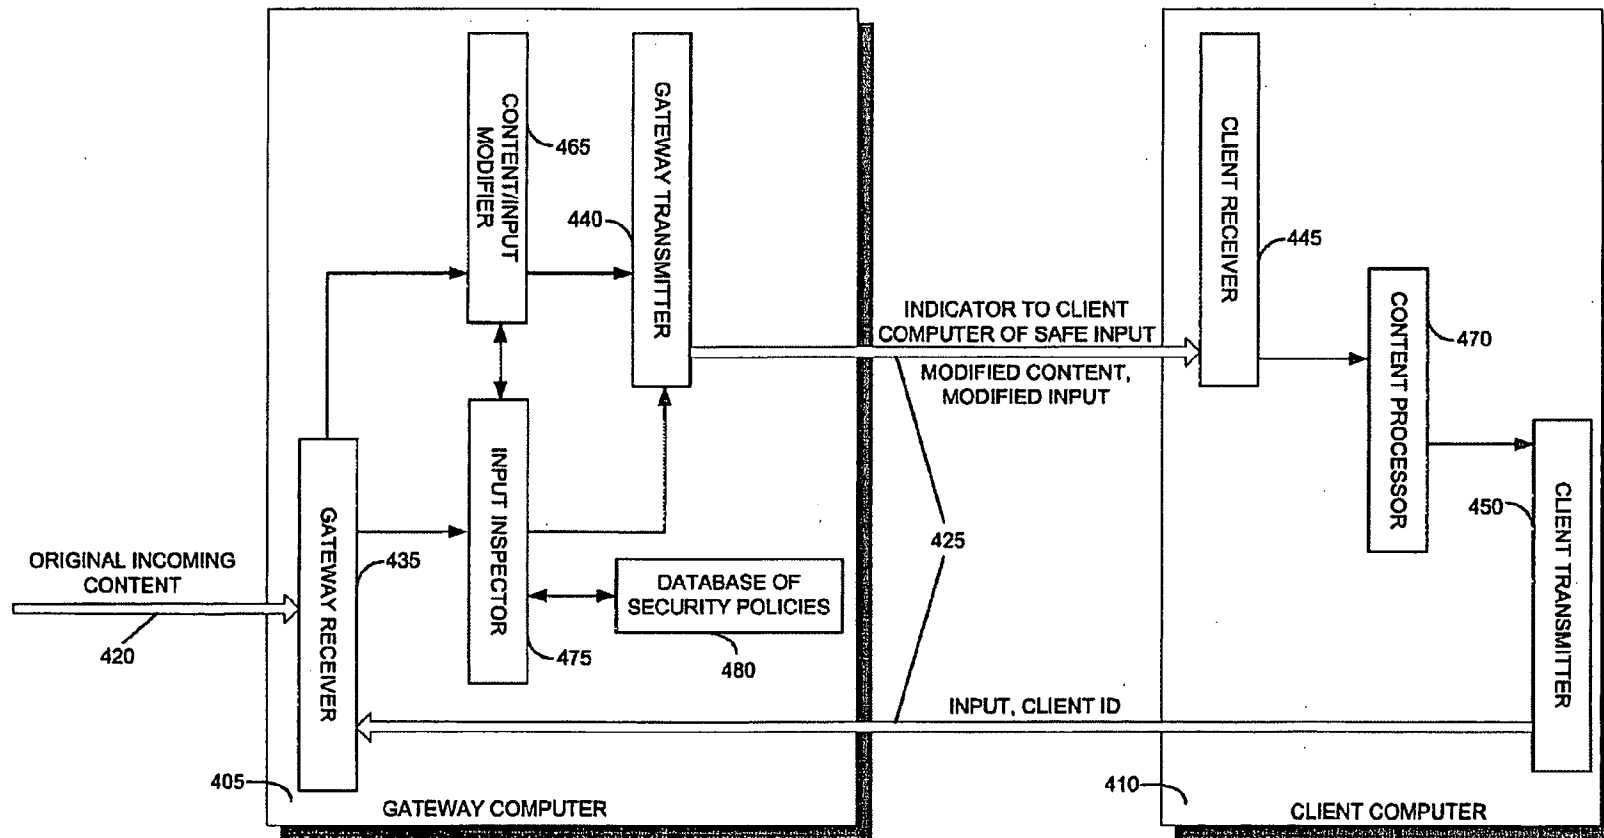 CONTENT/INPUT
MODIFIER
465
GATEWAY TRANSMITTER
440
CLIENT RECEIVER
445
INDICATOR TO CLIENT
COMPUTER OF SAFE INPUT
MODIFIED CONTENT,
MODIFIED INPUT
CONTENT PROCESSOR
470
CLIENT TRANSMITTER
450
ORIGINAL INCOMING
CONTENT
420
GATEWAY RECEIVER
435
INPUT INSPECTOR
475
DATABASE OF
SECURITY POLICIES
480
425
INPUT, CLIENT ID
405
GATEWAY COMPUTER
410
CLIENT COMPUTER